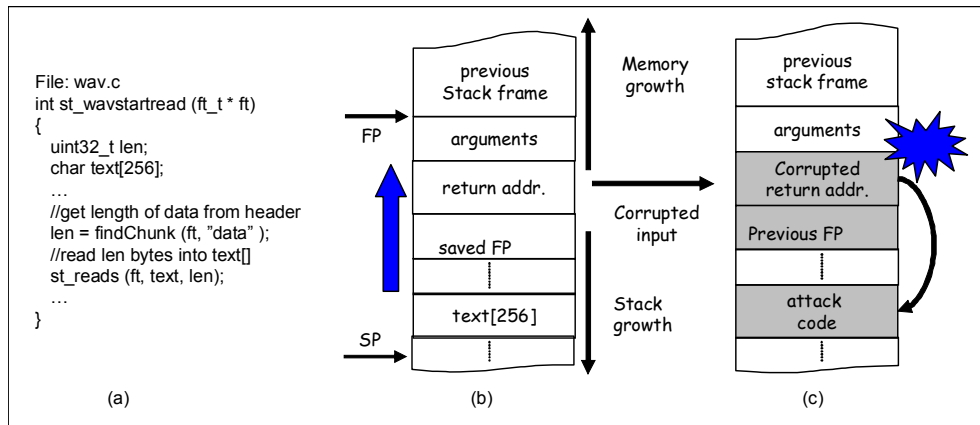 File: wav.c
int st_wavstartread (ft_t * ft)
{
uint32_t len;
char text[256];
…
//get length of data from header
len = findChunk (ft, ”data” );
//read len bytes into text[]
st_reads (ft, text, len);
…
}
(a)
FP
SP
previous
Stack frame
arguments
return addr.
saved FP
text[256]
(b)
Memory
growth
Corrupted
input
Stack
growth
previous
stack frame
arguments
Corrupted
return addr.
Previous FP
attack
code
(c)